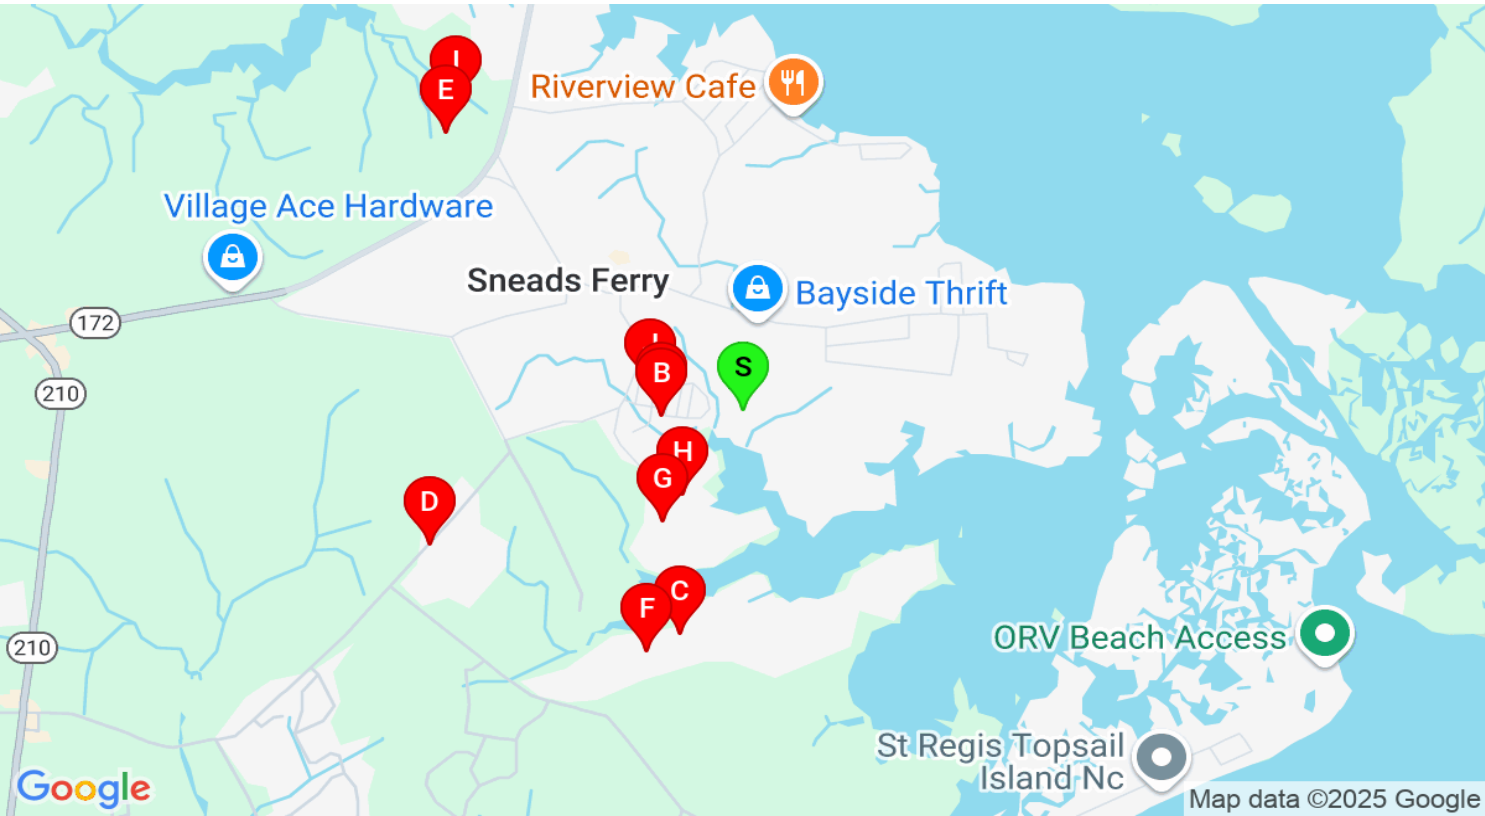 E
Riverview Cafe
Village Ace Hardware
Sneads Ferry
Bayside Thrift
172
210
B
S
H
G
D
C
F
210
ORV Beach Access
St Regis Topsail
Island Nc
Google
Map data ©2025 Google